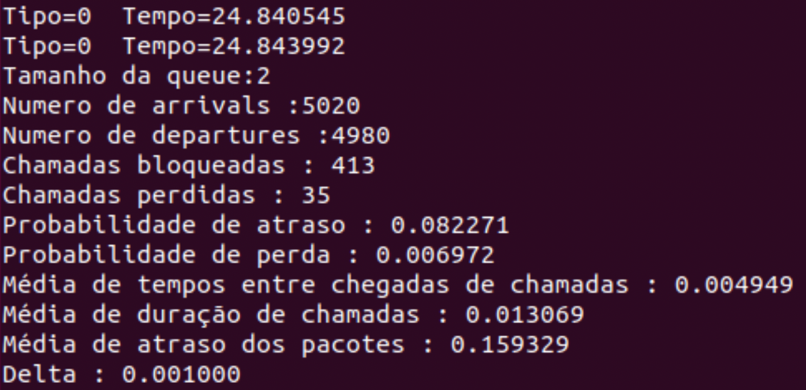 Tipo=0  Tempo=24.840545
Tipo=0  Tempo=24.843992
Tamanho da queue:2
Numero de arrivals :5020
Numero de departures :4980
Chamadas bloqueadas : 413
Chamadas perdidas : 35
Probabilidade de atraso : 0.082271
Probabilidade de perda : 0.006972
Média de tempos entre chegadas de chamadas : 0.004949
Média de duração de chamadas : 0.013069
Média de atraso dos pacotes : 0.159329
Delta : 0.001000